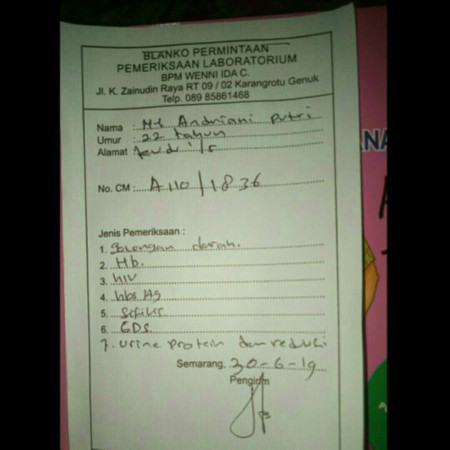 BLANKO PERMINTAAN
PEMERIKSAAN LABORATORIUM
BPM WENNI IDA C.
Jl. K. Zainudin Raya RT 09 / 02 Karangrotu Genuk
Telp. 089 85861468
Nama : Andriani Putri
Umur : 22 tahun
Alamat :
No. CM : A110/1836
Jenis Pemeriksaan :
1. golongan darah.
2. Hb.
3. hiv
4. hbs Ag
5. Sifilis
6. GDS.
7. Urine protein dan reduksi
Semarang, 20-6-19
Pengirim
ANA